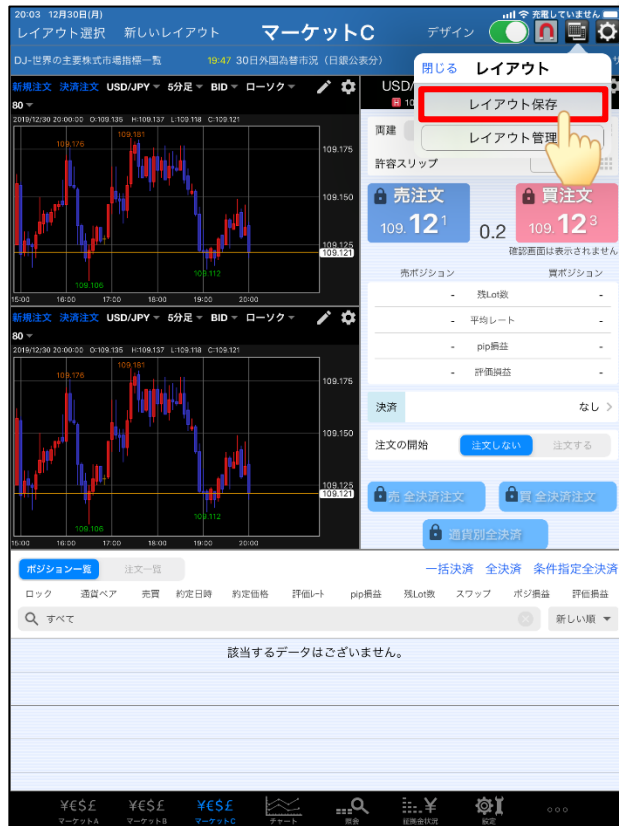 20:03 12月30日(月) 充電していません
レイアウト選択 新しいレイアウト マーケットC デザイン
DJ-世界の主要株式市場指標一覧 19:47 30日外国為替市況（日銀公表分）
閉じる レイアウト
レイアウト保存
レイアウト管理
新規注文 決済注文 USD/JPY 5分足 BID ローソク
80
2019/12/30 20:00:00 O:109.135 H:109.137 L:109.118 C:109.121
109.181
109.176
109.175
109.150
109.125
109.121
109.112
109.106
15:00 16:00 17:00 18:00 19:00 20:00
新規注文 決済注文 USD/JPY 5分足 BID ローソク
80
2019/12/30 20:00:00 O:109.135 H:109.137 L:109.118 C:109.121
109.181
109.176
109.175
109.150
109.121
109.112
109.106
15:00 16:00 17:00 18:00 19:00 20:00
USD/
両建
許容スリップ
売注文 買注文
109.121 0.2 109.123
確認画面は表示されません
売ポジション 買ポジション
- 残Lot数 -
- 平均レート -
- pip損益 -
- 評価損益 -
決済 なし
注文の開始 注文しない 注文する
売 全決済注文 買 全決済注文
通貨別全決済
ポジション一覧 注文一覧 一括決済 全決済 条件指定全決済
ロック 通貨ペア 売買 約定日時 約定価格 評価レート pip損益 残Lot数 スワップ ポジ損益 評価損益
すべて 新しい順
該当するデータはございません。
¥€$£ ¥€$£ ¥€$£
マーケットA マーケットB マーケットC チャート 照会 証拠金状況 設定